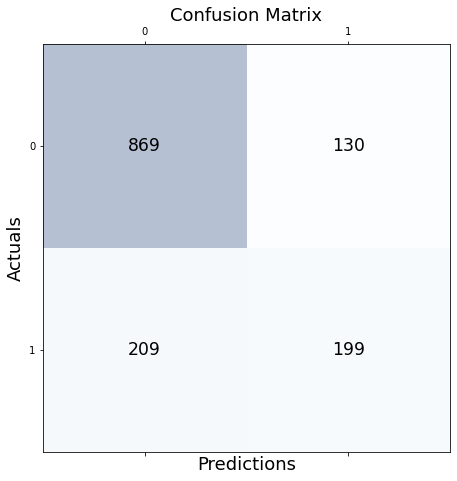 Confusion Matrix
0 1
0 869 130
Actuals
1 209 199
Predictions